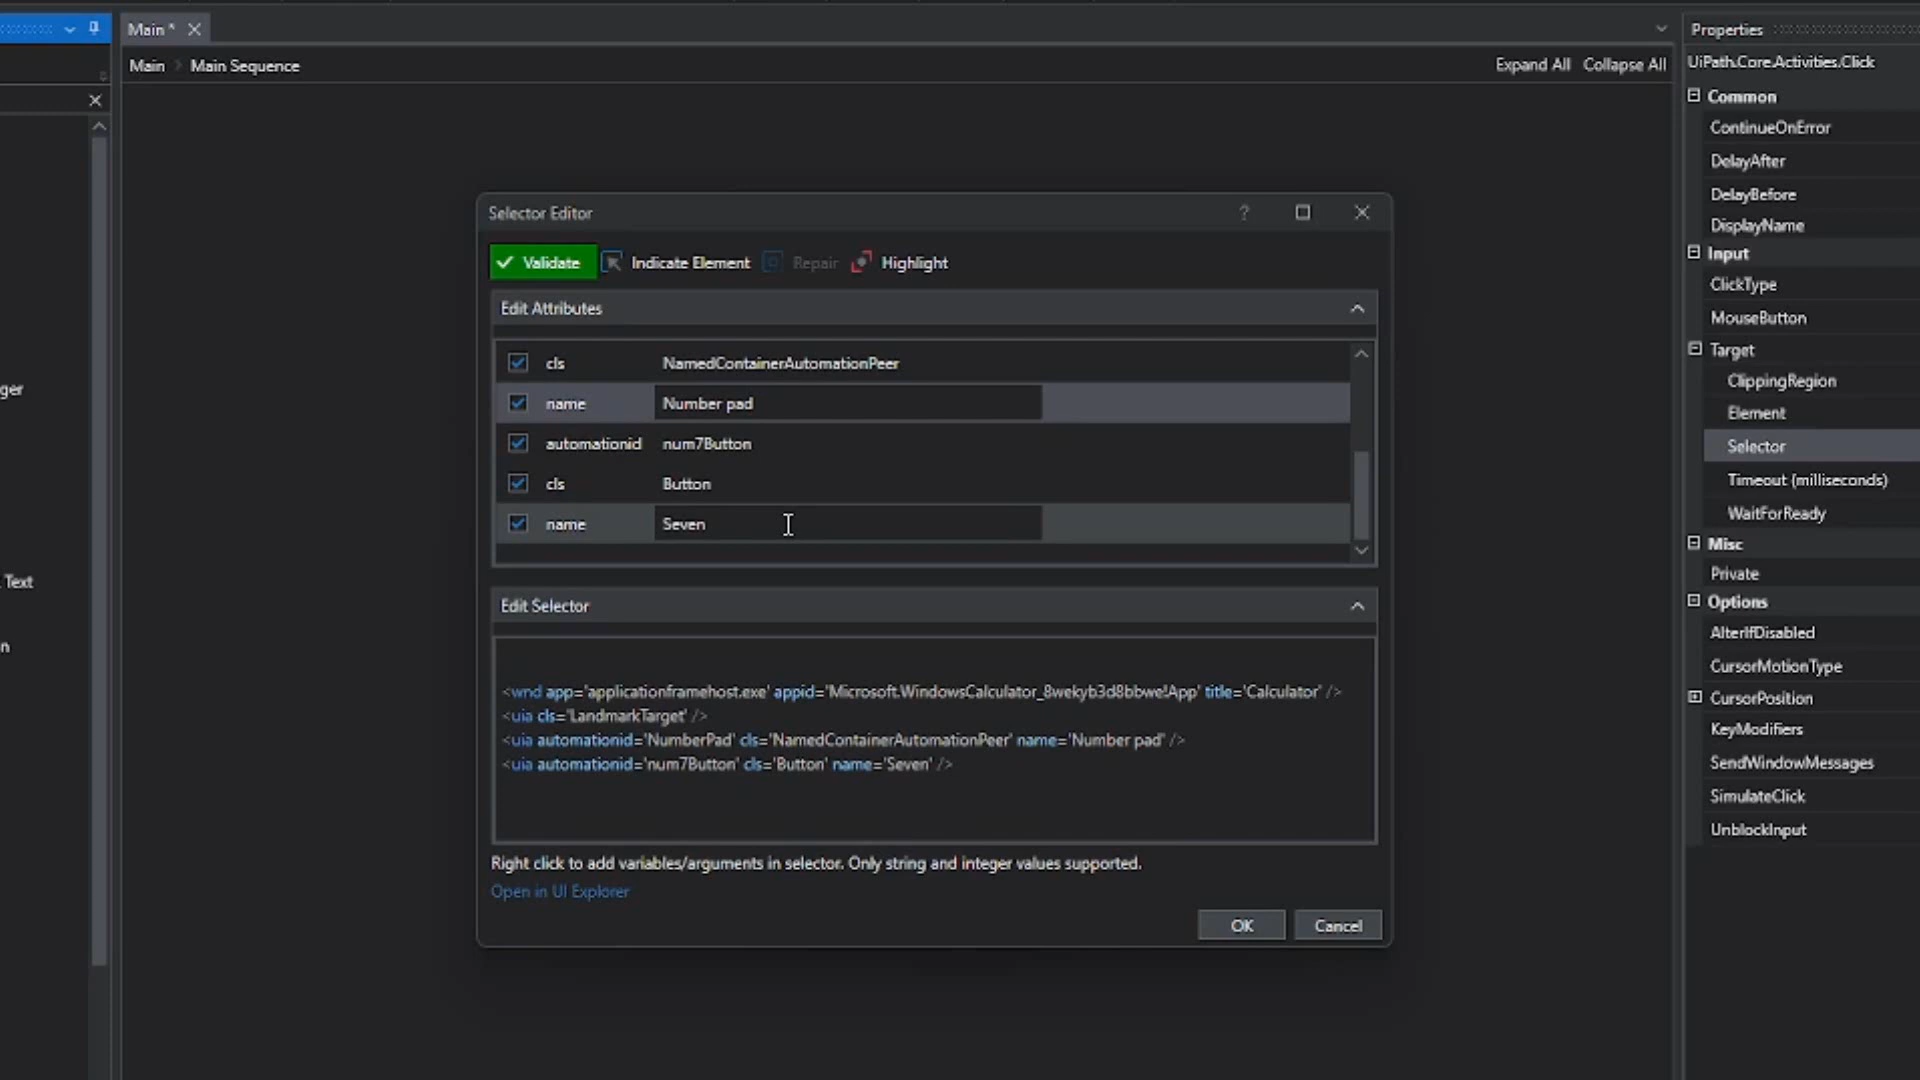 Main *
Main
Main Sequence
Expand All
Collapse All
ger
Text
n
Selector Editor
?
Validate
Indicate Element
Repair
Highlight
Edit Attributes
cls NamedContainerAutomationPeer
name Number pad
automationid num7Button
cls Button
name Seven
Edit Selector
<wnd app='applicationframehost.exe' appid='Microsoft.WindowsCalculator_8wekyb3d8bbwe!App' title='Calculator' />
<uia cls='LandmarkTarget' />
<uia automationid='NumberPad' cls='NamedContainerAutomationPeer' name='Number pad' />
<uia automationid='num7Button' cls='Button' name='Seven' />
Right click to add variables/arguments in selector. Only string and integer values supported.
Open in UI Explorer
OK
Cancel
Properties
UiPath.Core.Activities.Click
Common
ContinueOnError
DelayAfter
DelayBefore
DisplayName
Input
ClickType
MouseButton
Target
ClippingRegion
Element
Selector
Timeout (milliseconds)
WaitForReady
Misc
Private
Options
AlterIfDisabled
CursorMotionType
CursorPosition
KeyModifiers
SendWindowMessages
SimulateClick
UnblockInput